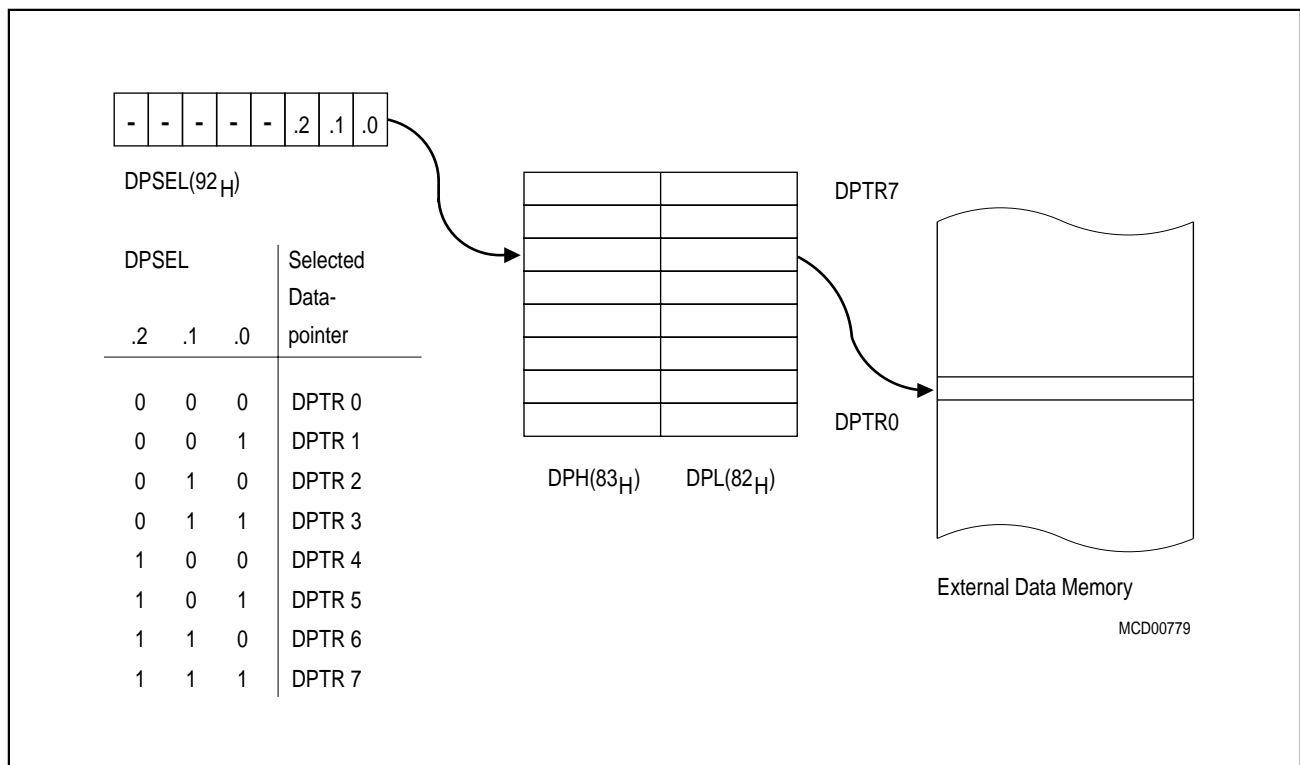 - - - - - .2 .1 .0
DPSEL(92H)
DPSEL Selected
Data-
.2 .1 .0 pointer
0 0 0 DPTR 0
0 0 1 DPTR 1
0 1 0 DPTR 2
0 1 1 DPTR 3
1 0 0 DPTR 4
1 0 1 DPTR 5
1 1 0 DPTR 6
1 1 1 DPTR 7
DPTR7
DPTR0
DPH(83H) DPL(82H)
External Data Memory
MCD00779